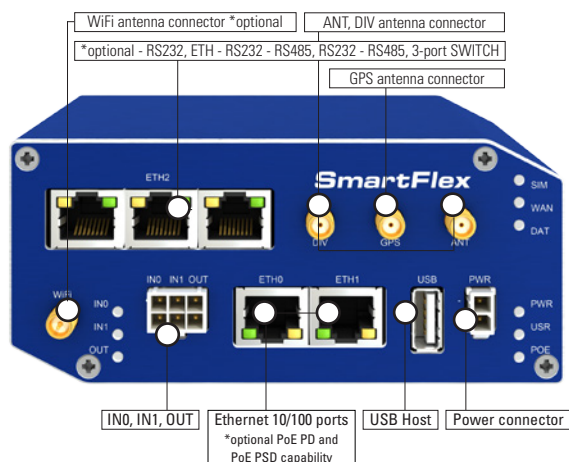 WiFi antenna connector *optional
ANT, DIV antenna connector
*optional - RS232, ETH - RS232 - RS485, RS232 - RS485, 3-port SWITCH
GPS antenna connector
ETH2
SmartFlex
SIM
WAN
DAT
DIV
GPS
ANT
WiFi
IN0
IN1
OUT
IN0 IN1 OUT
ETH0
ETH1
USB
PWR
-
PWR
USR
POE
IN0, IN1, OUT
Ethernet 10/100 ports
*optional PoE PD and
PoE PSD capability
USB Host
Power connector